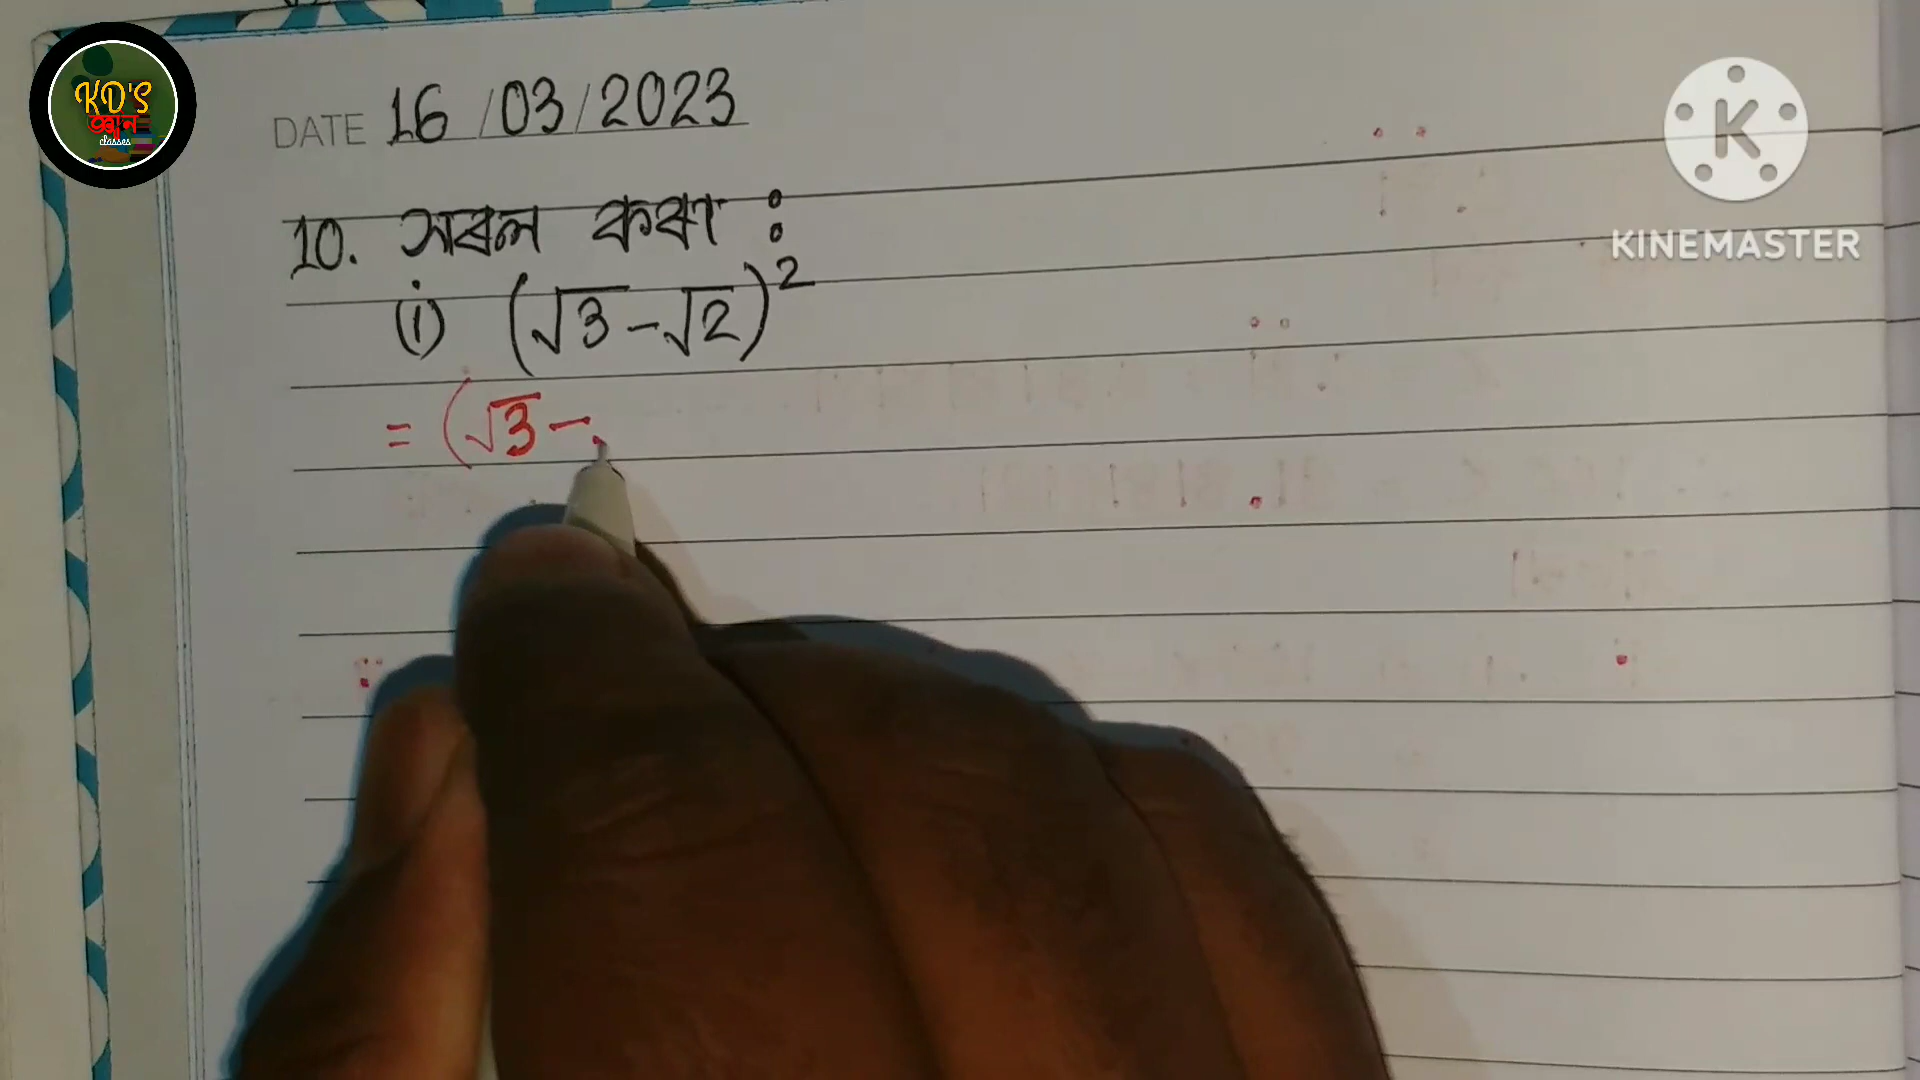 KD'S
জ্ঞান
classes
DATE 16/03/2023
KINEMASTER
10. সৰল কৰা :
(i) (√3-√2)²
= (√3 -